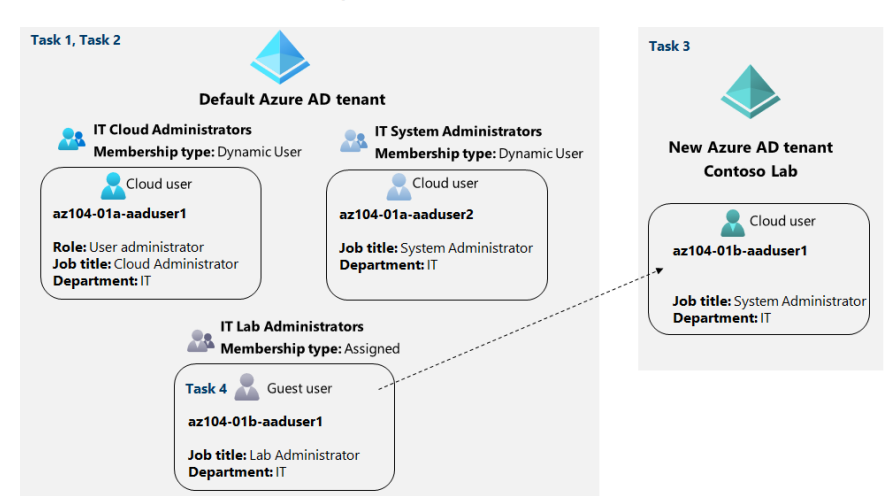 Task 1, Task 2
Default Azure AD tenant
IT Cloud Administrators
Membership type: Dynamic User
Cloud user
az104-01a-aaduser1
Role: User administrator
Job title: Cloud Administrator
Department: IT
IT System Administrators
Membership type: Dynamic User
Cloud user
az104-01a-aaduser2
Job title: System Administrator
Department: IT
IT Lab Administrators
Membership type: Assigned
Task 4
Guest user
az104-01b-aaduser1
Job title: Lab Administrator
Department: IT
Task 3
New Azure AD tenant
Contoso Lab
Cloud user
az104-01b-aaduser1
Job title: System Administrator
Department: IT